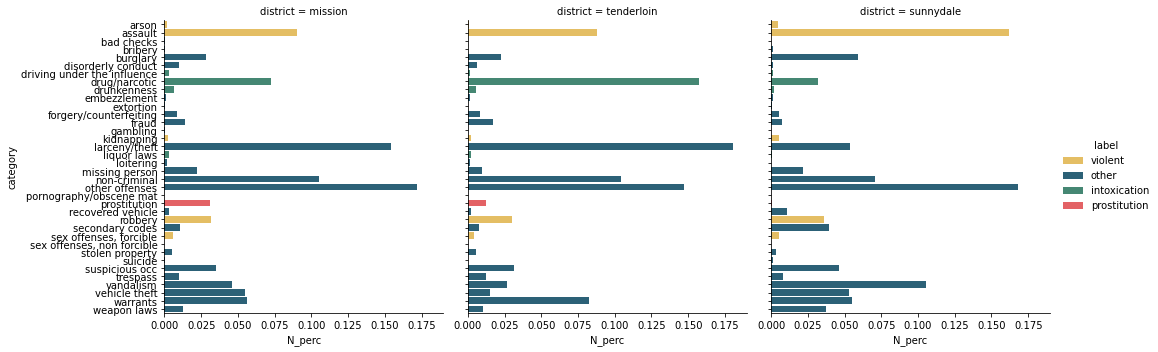 district = mission
district = tenderloin
district = sunnydale
category
arson
assault
bad checks
bribery
burglary
disorderly conduct
driving under the influence
drug/narcotic
drunkenness
embezzlement
extortion
forgery/counterfeiting
fraud
gambling
kidnapping
larceny/theft
liquor laws
loitering
missing person
non-criminal
other offenses
pornography/obscene mat
prostitution
recovered vehicle
robbery
secondary codes
sex offenses, forcible
sex offenses, non forcible
stolen property
suicide
suspicious occ
trespass
vandalism
vehicle theft
warrants
weapon laws
0.000 0.025 0.050 0.075 0.100 0.125 0.150 0.175
N_perc
0.000 0.025 0.050 0.075 0.100 0.125 0.150 0.175
N_perc
0.000 0.025 0.050 0.075 0.100 0.125 0.150 0.175
N_perc
label
violent
other
intoxication
prostitution